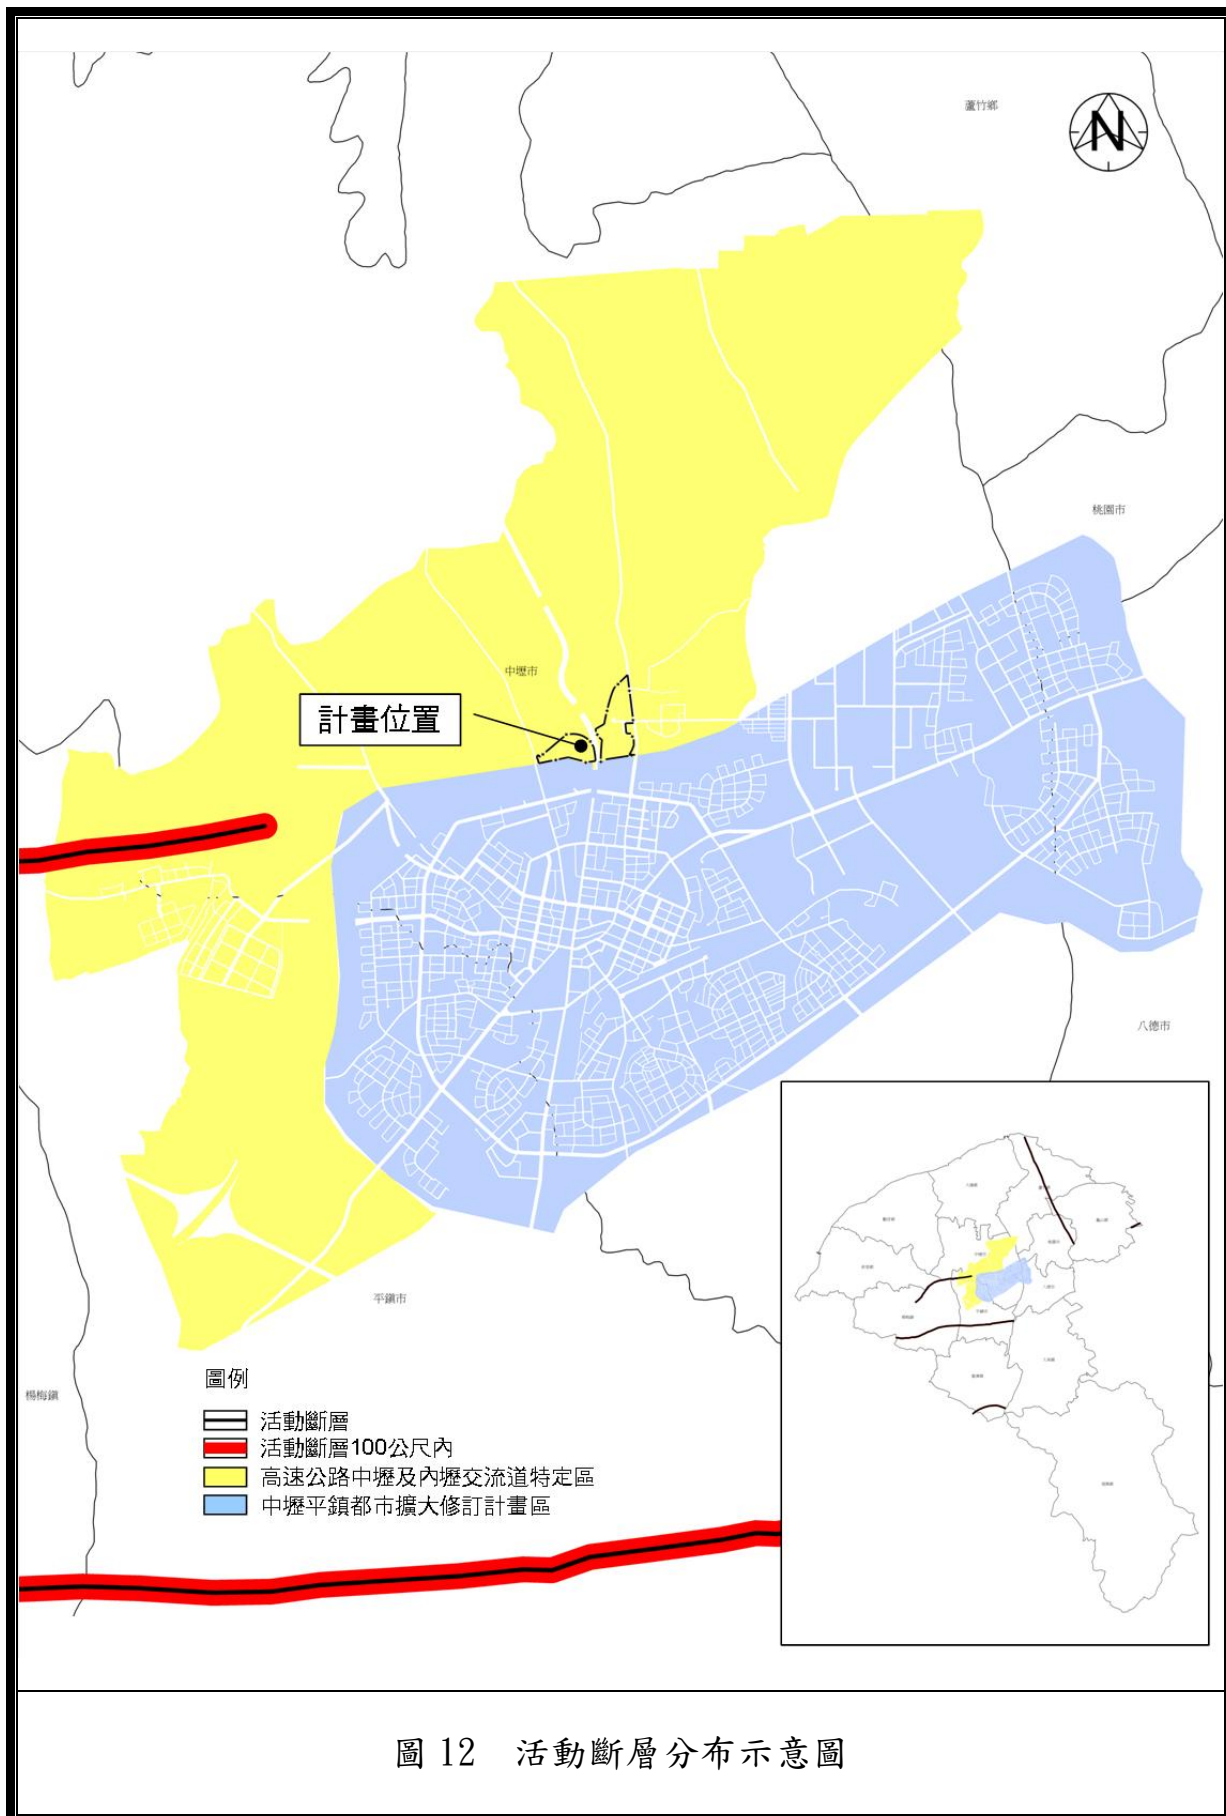 蘆竹鄉
N
桃園市
中壢市
計畫位置
八德市
平鎮市
楊梅鎮
圖例
活動斷層
活動斷層100公尺內
高速公路中壢及內壢交流道特定區
中壢平鎮都市擴大修訂計畫區
圖 12 活動斷層分布示意圖